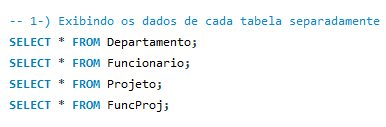 -- 1-) Exibindo os dados de cada tabela separadamente
SELECT * FROM Departamento;
SELECT * FROM Funcionario;
SELECT * FROM Projeto;
SELECT * FROM FuncProj;